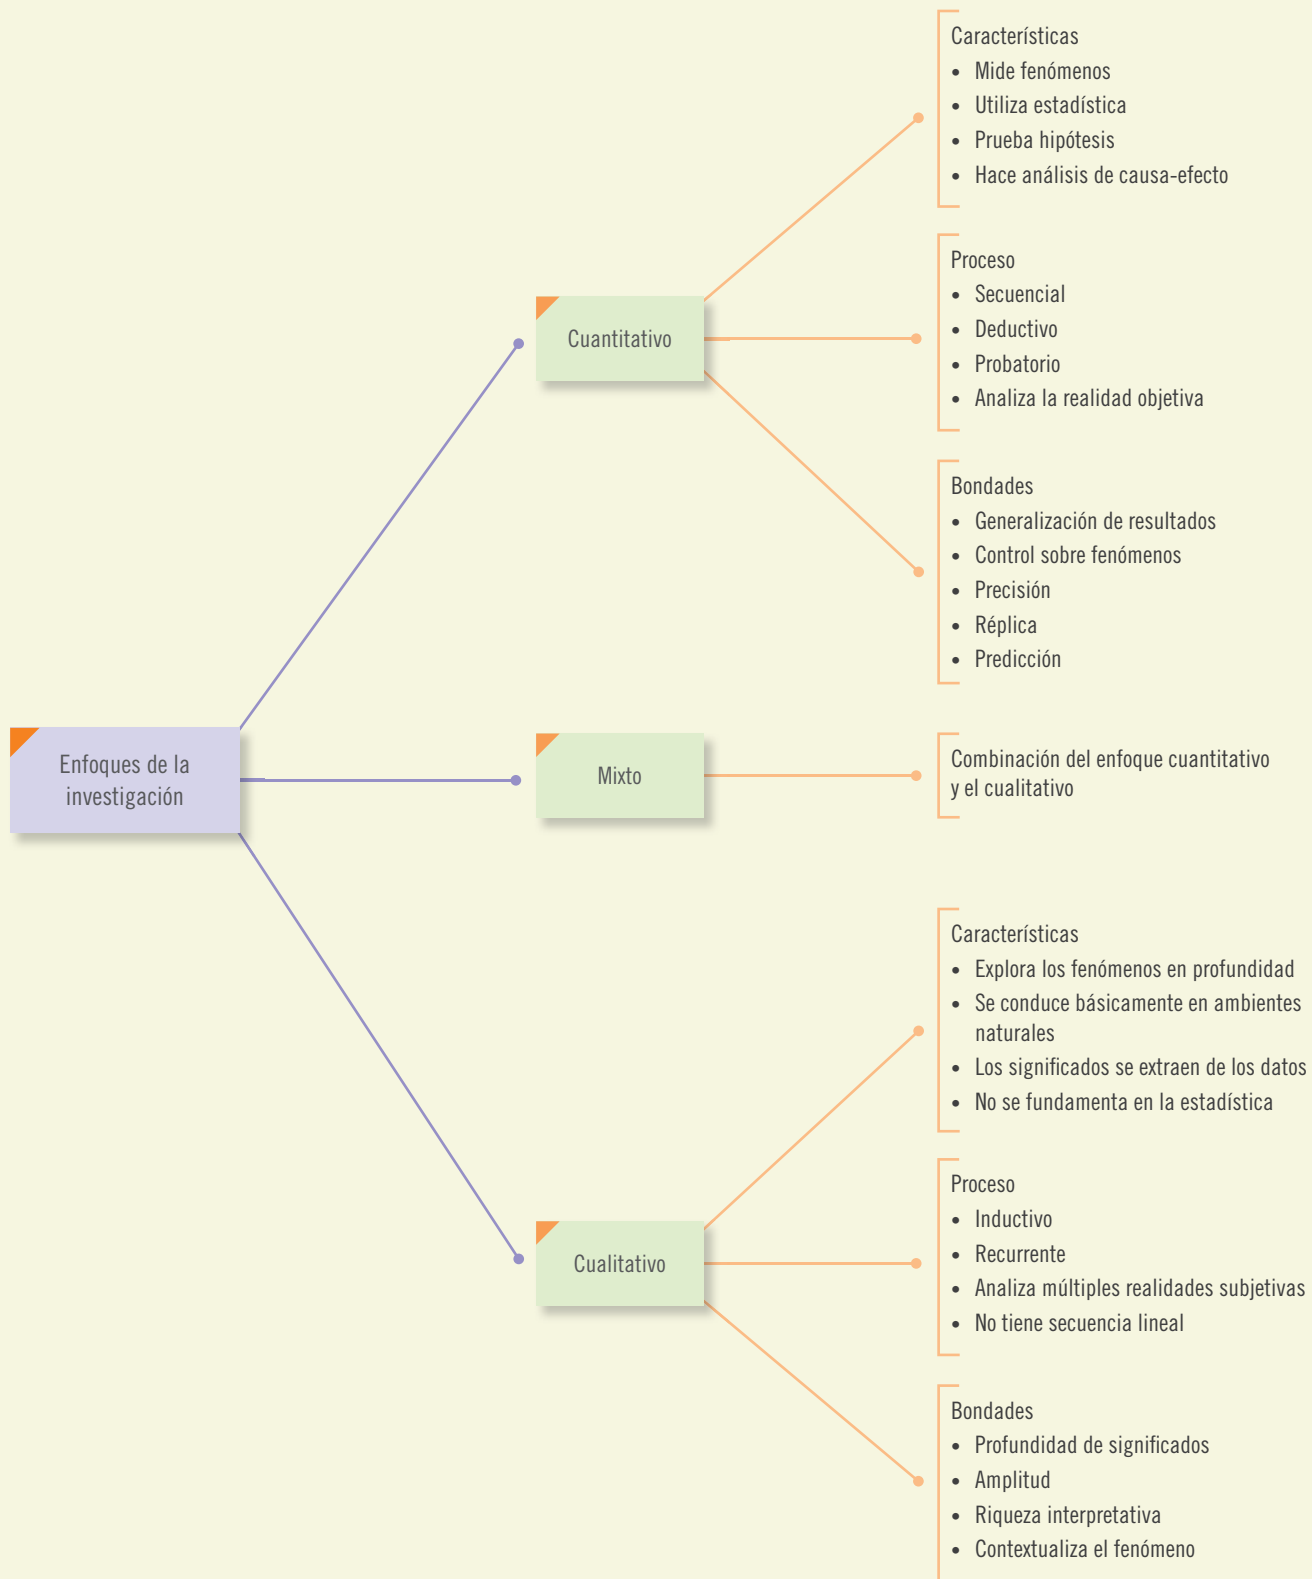 Enfoques de la
investigación
Cuantitativo
Características
• Mide fenómenos
• Utiliza estadística
• Prueba hipótesis
• Hace análisis de causa-efecto
Proceso
• Secuencial
• Deductivo
• Probatorio
• Analiza la realidad objetiva
Bondades
• Generalización de resultados
• Control sobre fenómenos
• Precisión
• Réplica
• Predicción
Mixto
Combinación del enfoque cuantitativo
y el cualitativo
Cualitativo
Características
• Explora los fenómenos en profundidad
• Se conduce básicamente en ambientes
naturales
• Los significados se extraen de los datos
• No se fundamenta en la estadística
Proceso
• Inductivo
• Recurrente
• Analiza múltiples realidades subjetivas
• No tiene secuencia lineal
Bondades
• Profundidad de significados
• Amplitud
• Riqueza interpretativa
• Contextualiza el fenómeno